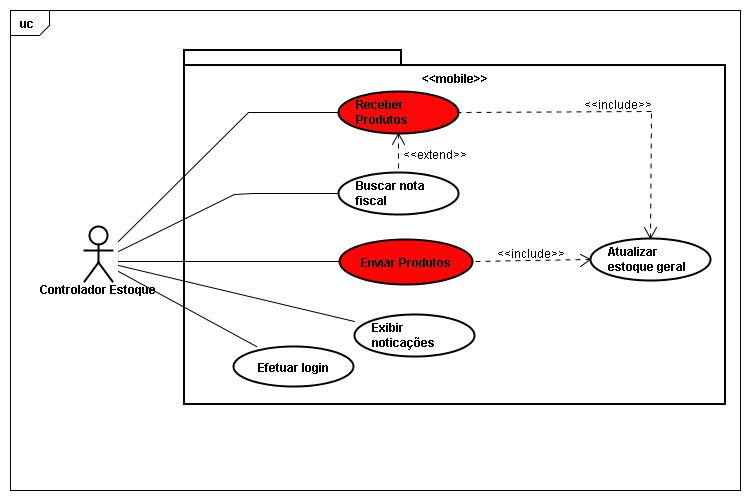 uc
<<mobile>>
Receber
Produtos
<<include>>
<<extend>>
Buscar nota
fiscal
Enviar Produtos
<<include>>
Atualizar
estoque geral
Controlador Estoque
Exibir
noticações
Efetuar login